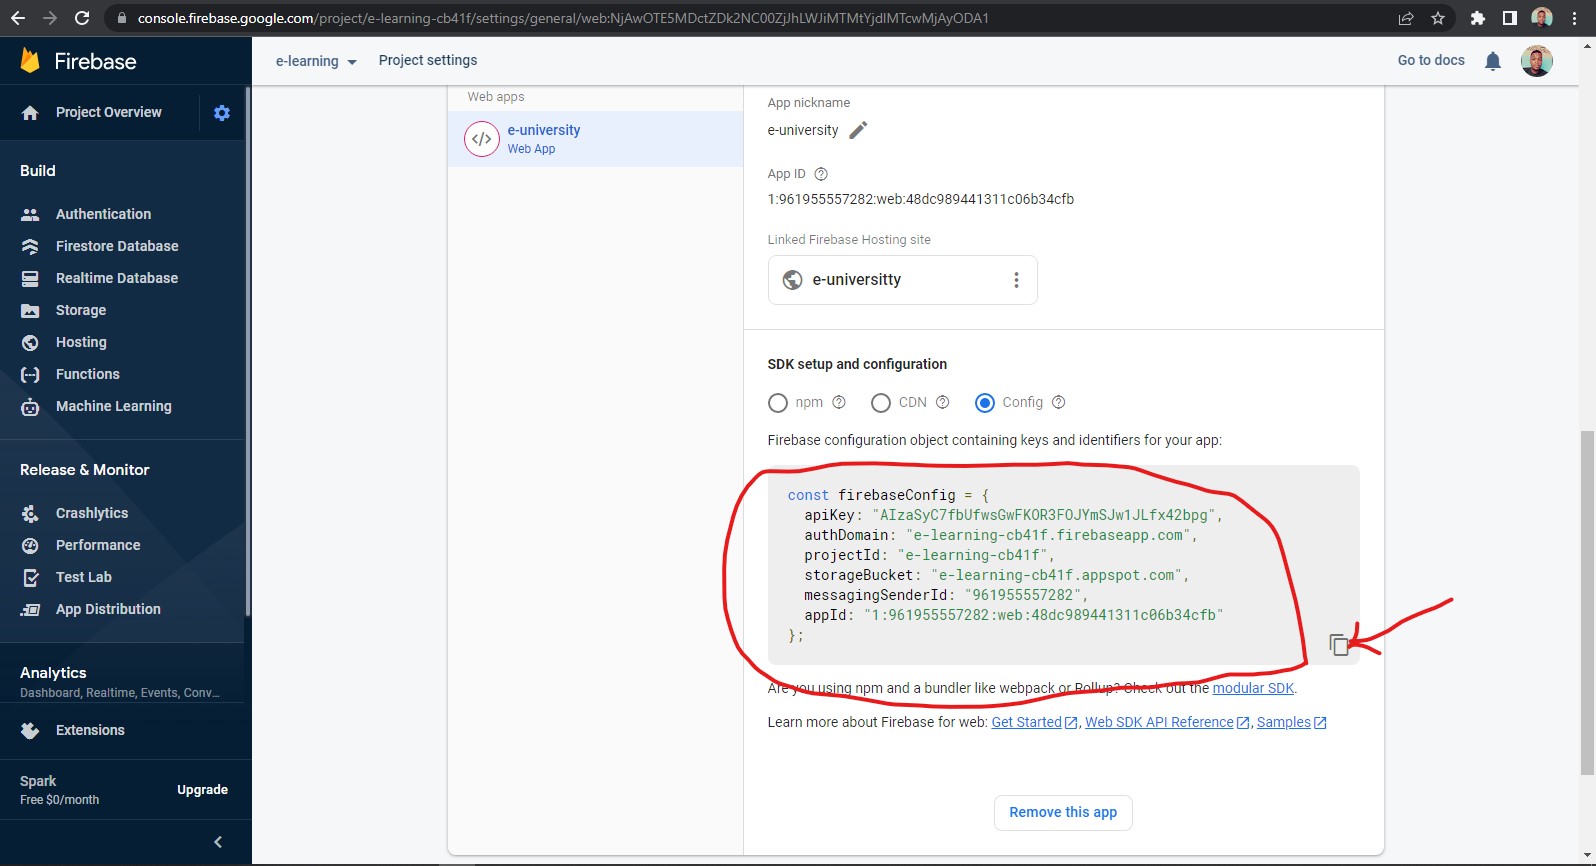 console.firebase.google.com/project/e-learning-cb41f/settings/general/web:NjAwOTE5MDctZDk2NC00ZjJhLWJiMTMtYjdlMTcwMjAyODA1
Firebase
e-learning
Project settings
Go to docs
Project Overview
Build
Authentication
Firestore Database
Realtime Database
Storage
Hosting
Functions
Machine Learning
Release & Monitor
Crashlytics
Performance
Test Lab
App Distribution
Analytics
Dashboard, Realtime, Events, Conv...
Extensions
Spark
Free $0/month
Upgrade
Web apps
e-university
Web App
App nickname
e-university
App ID
1:961955557282:web:48dc989441311c06b34cfb
Linked Firebase Hosting site
e-universitty
SDK setup and configuration
npm
CDN
Config
Firebase configuration object containing keys and identifiers for your app:
const firebaseConfig = {
apiKey: "AIzaSyC7fbUfwsGwFKOR3FOJYmSJw1JLfx42bpg",
authDomain: "e-learning-cb41f.firebaseapp.com",
projectId: "e-learning-cb41f",
storageBucket: "e-learning-cb41f.appspot.com",
messagingSenderId: "961955557282",
appId: "1:961955557282:web:48dc989441311c06b34cfb"
};
Are you using npm and a bundler like webpack or Rollup? Check out the modular SDK.
Learn more about Firebase for web: Get Started, Web SDK API Reference, Samples
Remove this app